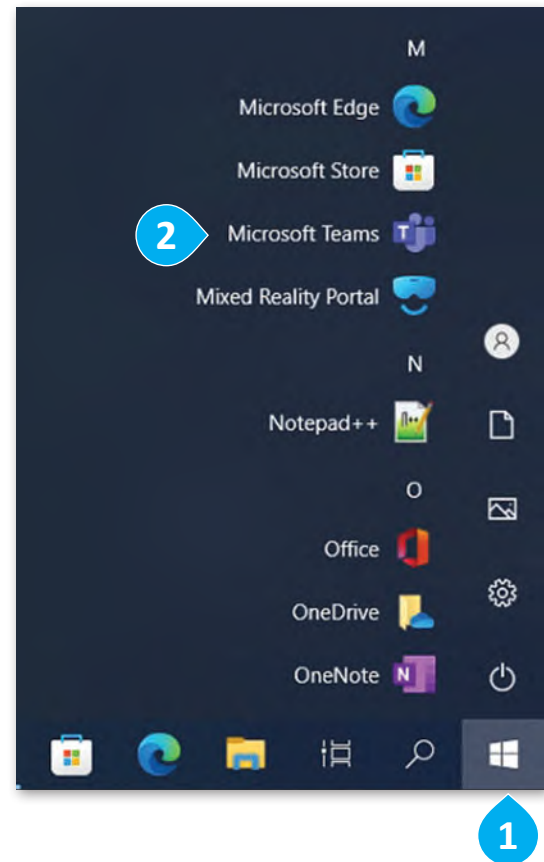 M
Microsoft Edge
Microsoft Store
2
Microsoft Teams
Mixed Reality Portal
N
Notepad++
O
Office
OneDrive
OneNote
1